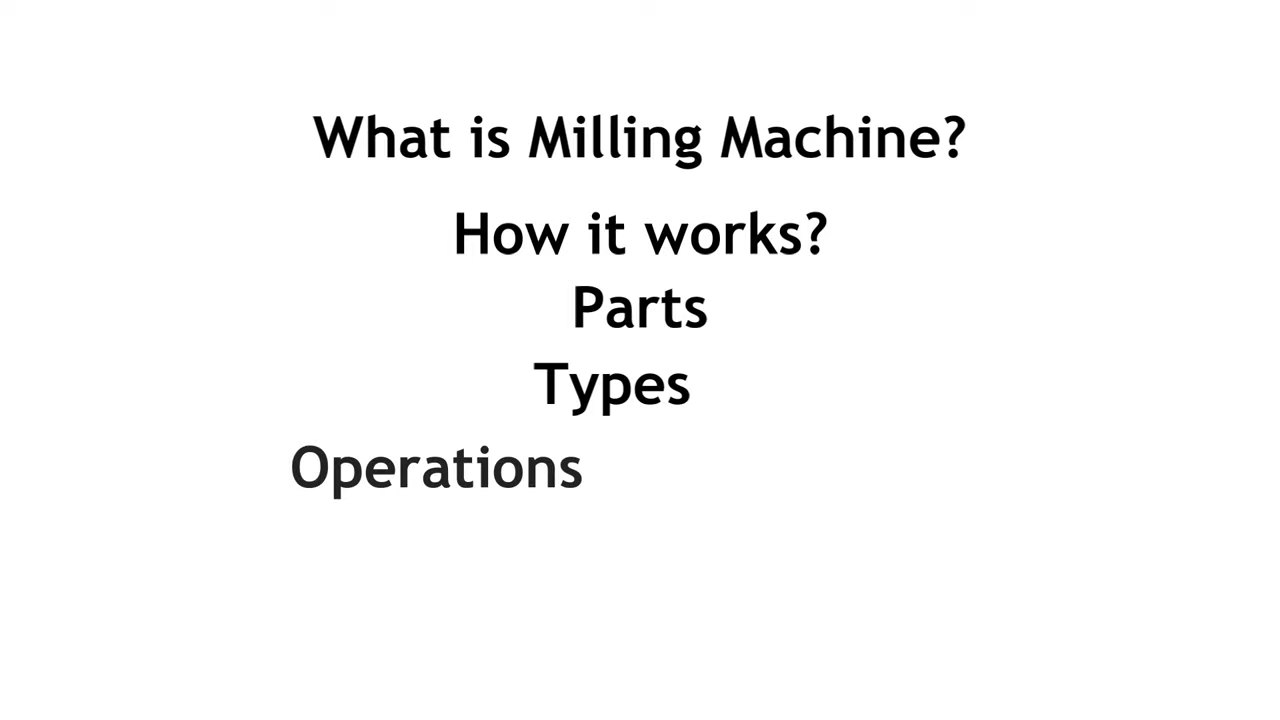 What is Milling Machine?
How it works?
Parts
Types
Operations